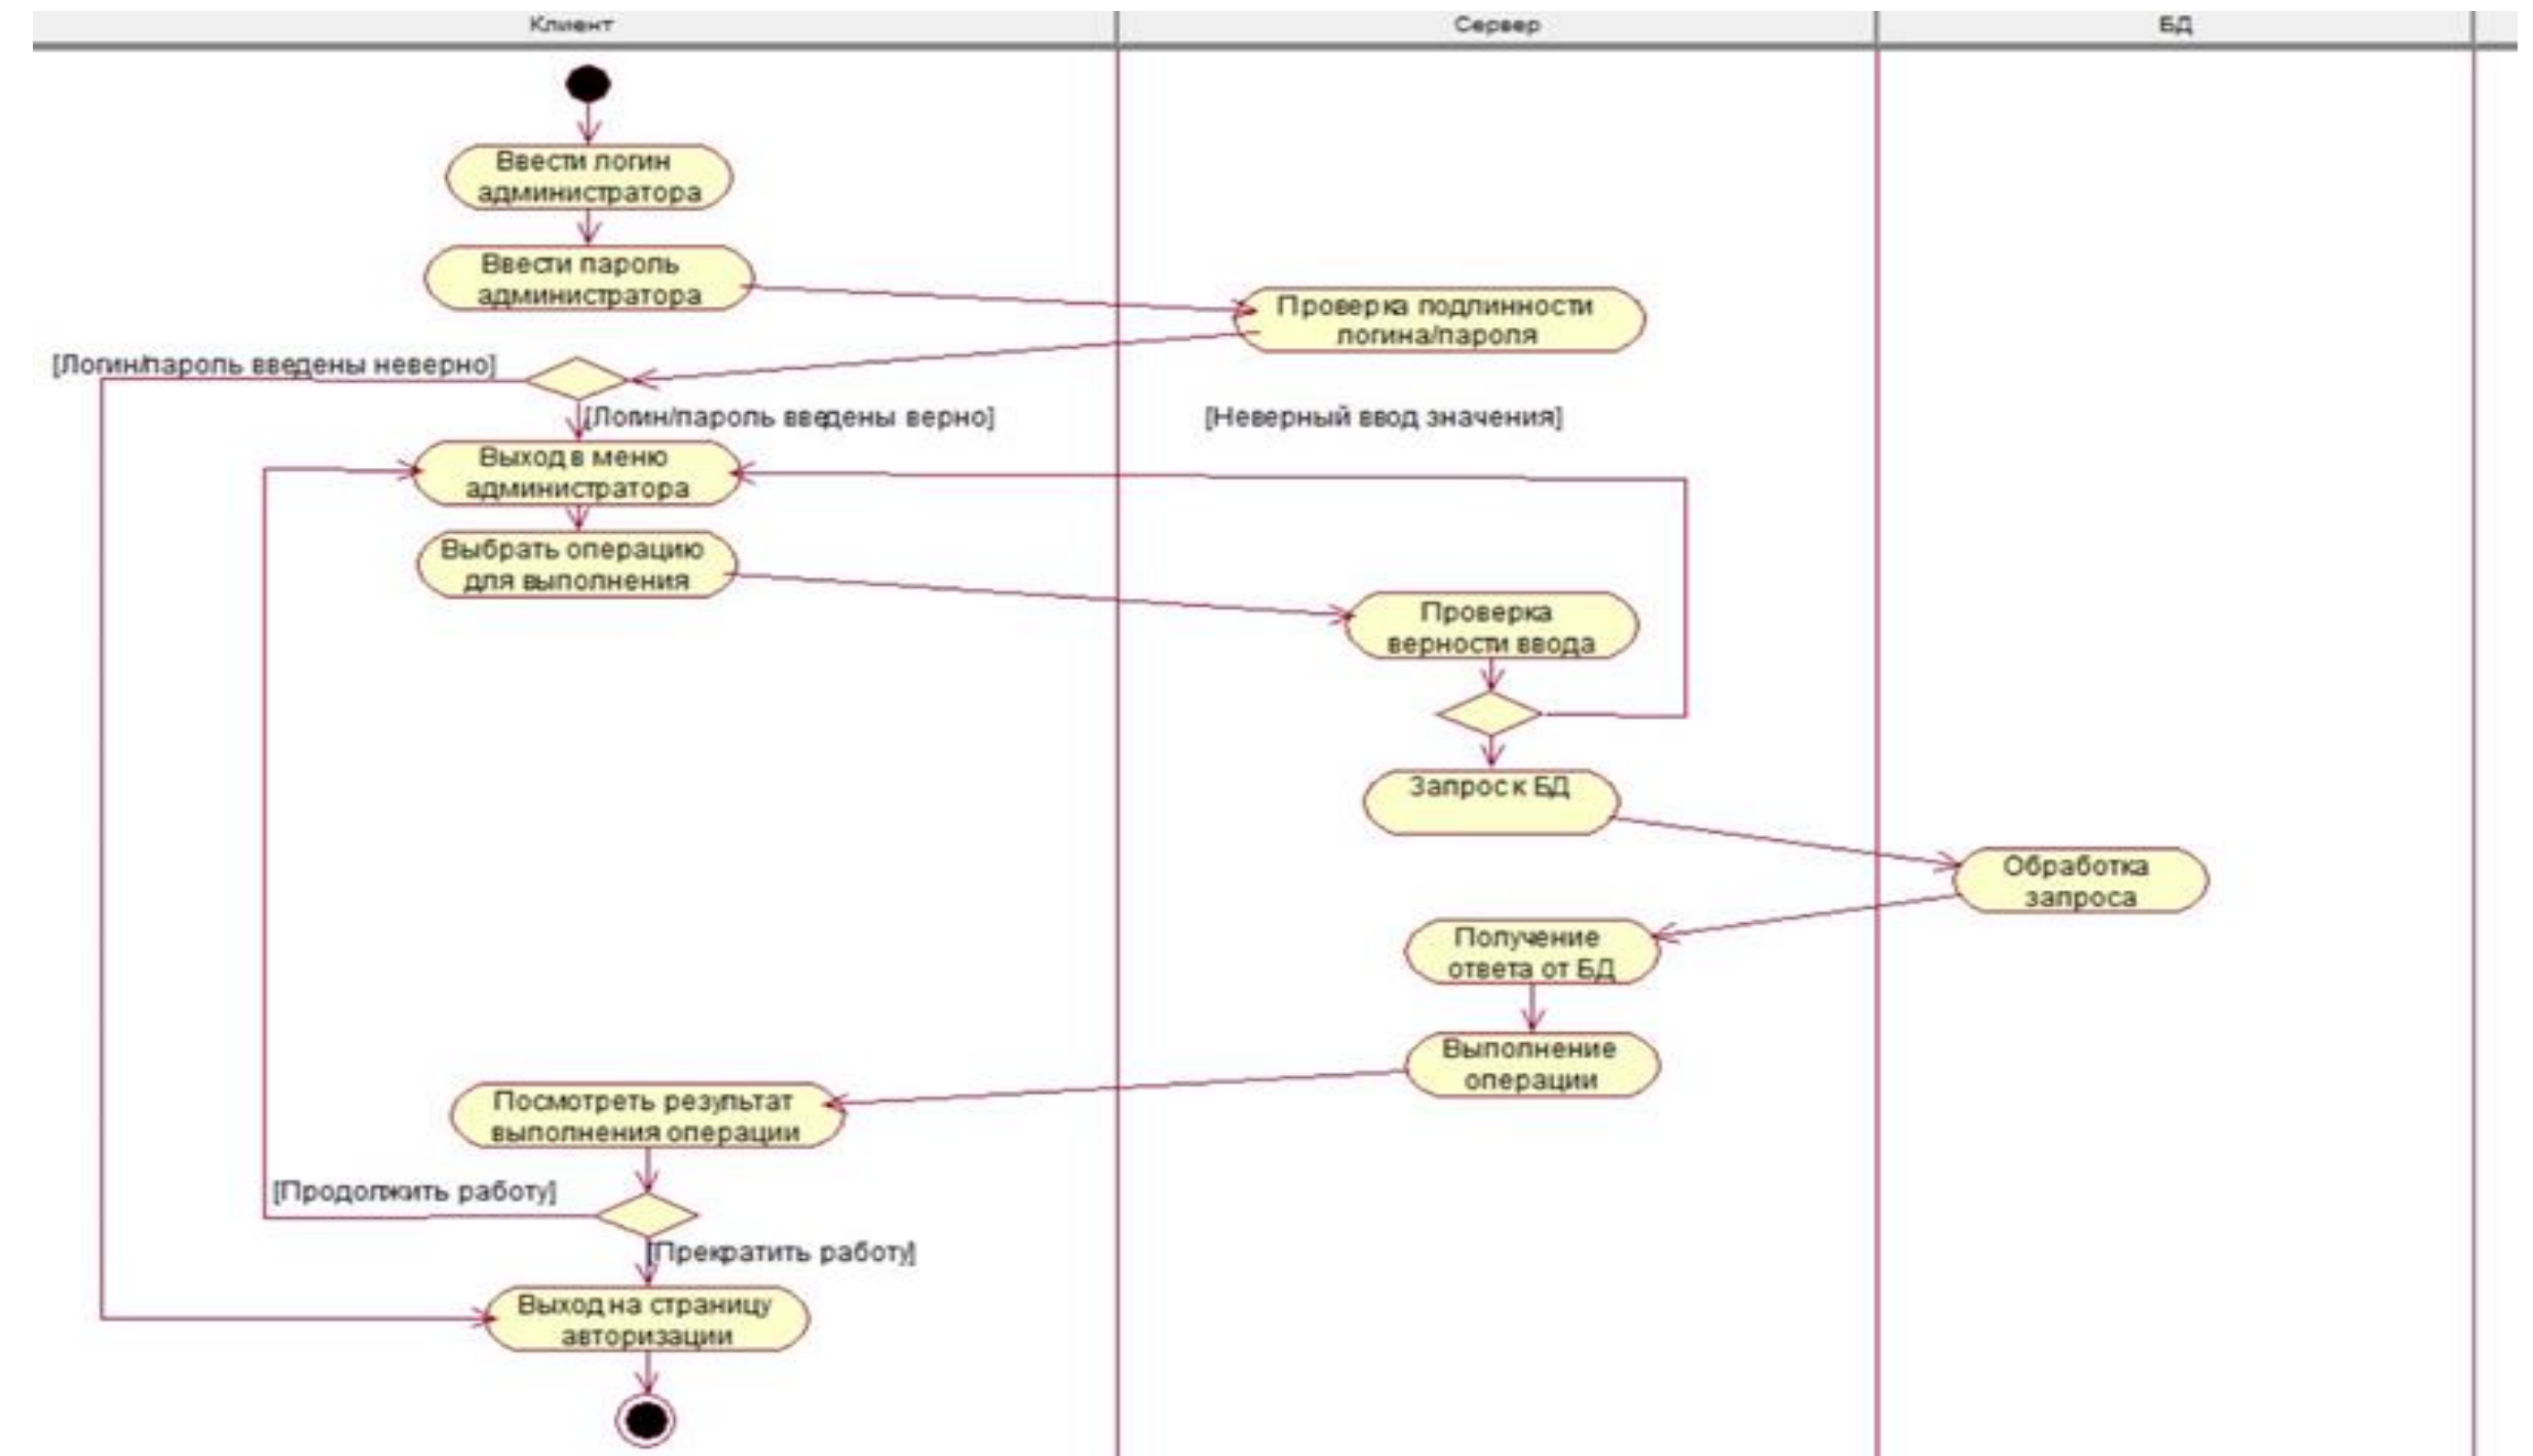 Клиент
Сервер
БД
Ввести логин
администратора
Ввести пароль
администратора
Проверка подлинности
логина/пароля
[Логин/пароль введены неверно]
[Логин/пароль введены верно]
[Неверный ввод значения]
Выход в меню
администратора
Выбрать операцию
для выполнения
Проверка
верности ввода
Запрос к БД
Обработка
запроса
Получение
ответа от БД
Выполнение
операции
Посмотреть результат
выполнения операции
[Продолжить работу]
[Прекратить работу]
Выход на страницу
авторизации